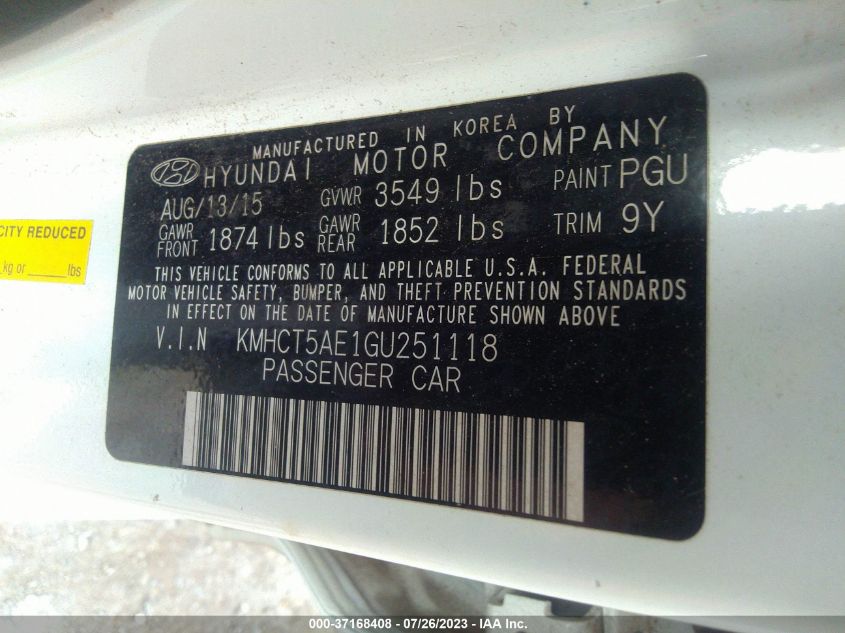 MANUFACTURED IN KOREA BY
HYUNDAI MOTOR COMPANY
AUG/13/15 GVWR 3549 lbs PAINT PGU
GAWR FRONT 1874 lbs GAWR REAR 1852 lbs TRIM 9Y
THIS VEHICLE CONFORMS TO ALL APPLICABLE U.S.A. FEDERAL
MOTOR VEHICLE SAFETY, BUMPER, AND THEFT PREVENTION STANDARDS
IN EFFECT ON THE DATE OF MANUFACTURE SHOWN ABOVE
V.I.N KMHCT5AE1GU251118
PASSENGER CAR
CITY REDUCED
kg or ______lbs
000-37168408 / 07/26/2023 - IAA Inc.